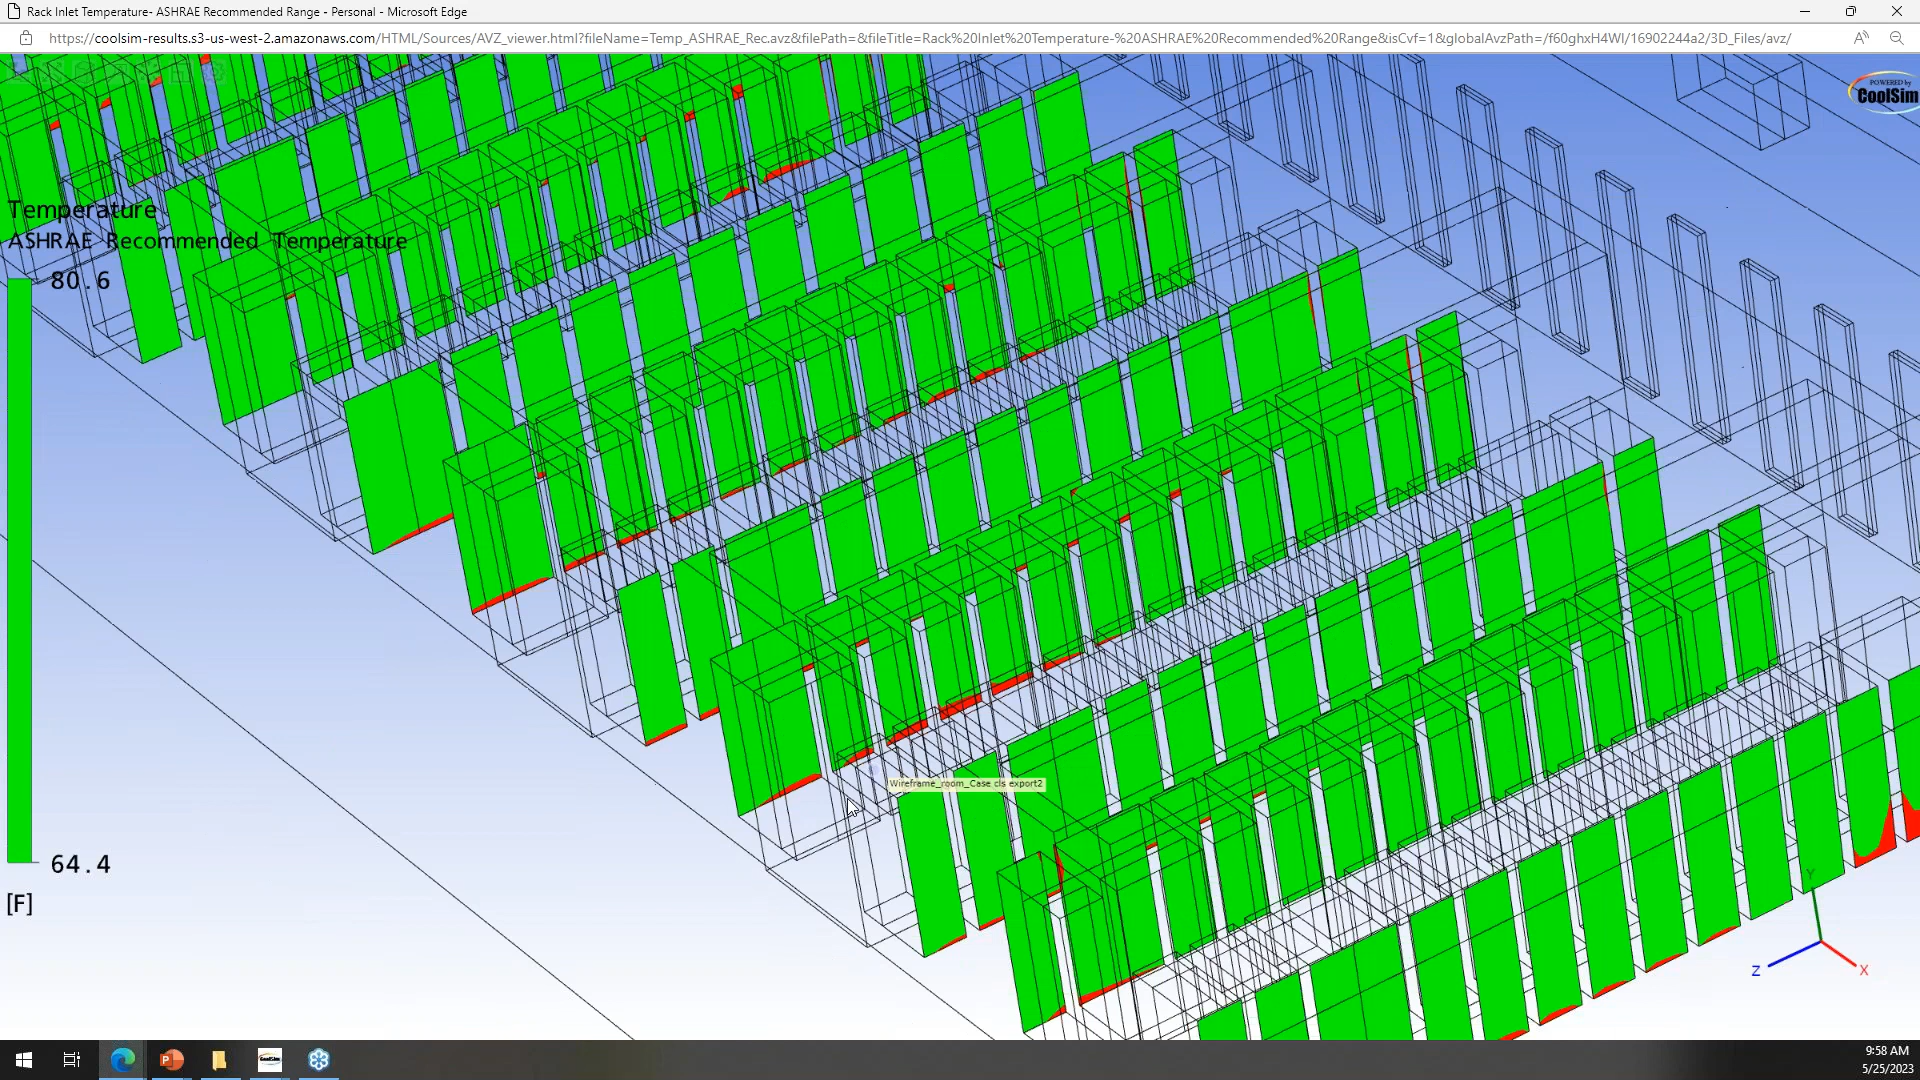 Rack Inlet Temperature- ASHRAE Recommended Range - Personal - Microsoft Edge
https://coolsim-results.s3-us-west-2.amazonaws.com/HTML/Sources/AVZ_viewer.html?fileName=Temp_ASHRAE_Rec.avz&filePath=&fileTitle=Rack%20Inlet%20Temperature-%20ASHRAE%20Recommended%20Range&isCvf=1&globalAvzPath=/f60ghxH4WI/16902244a2/3D_Files/avz/
POWERED by
CoolSim
Temperature
ASHRAE Recommended Temperature
80.6
64.4
[F]
Wireframe_room_Case cls export2
Y
Z
X
CoolSim
9:58 AM
5/25/2023